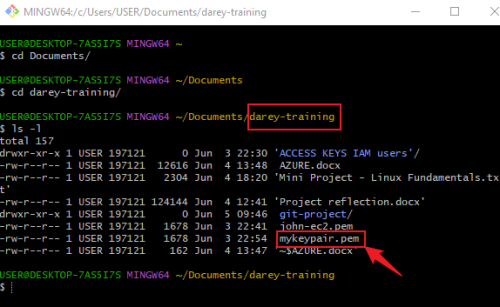 MINGW64:/c/Users/USER/Documents/darey-training
USER@DESKTOP-7AS5I7S MINGW64 ~
$ cd Documents/
USER@DESKTOP-7AS5I7S MINGW64 ~/Documents
$ cd darey-training/
USER@DESKTOP-7AS5I7S MINGW64 ~/Documents/darey-training
$ ls -l
total 157
drwxr-xr-x 1 USER 197121      0 Jun  3 22:30 'ACCESS KEYS IAM users'/
-rw-r--r-- 1 USER 197121  12616 Jun  4 13:48  AZURE.docx
-rw-r--r-- 1 USER 197121   2304 Jun  4 18:20 'Mini Project - Linux Fundamentals.tx
t'
-rw-r--r-- 1 USER 197121 124144 Jun  4 12:41 'Project reflection.docx'
drwxr-xr-x 1 USER 197121      0 Jun  5 09:46  git-project/
-rw-r--r-- 1 USER 197121   1678 Jun  3 22:41  john-ec2.pem
-rw-r--r-- 1 USER 197121   1678 Jun  3 22:54  mykeypair.pem
-rw-r--r-- 1 USER 197121    162 Jun  4 13:47 '~$AZURE.docx
USER@DESKTOP-7AS5I7S MINGW64 ~/Documents/darey-training
$